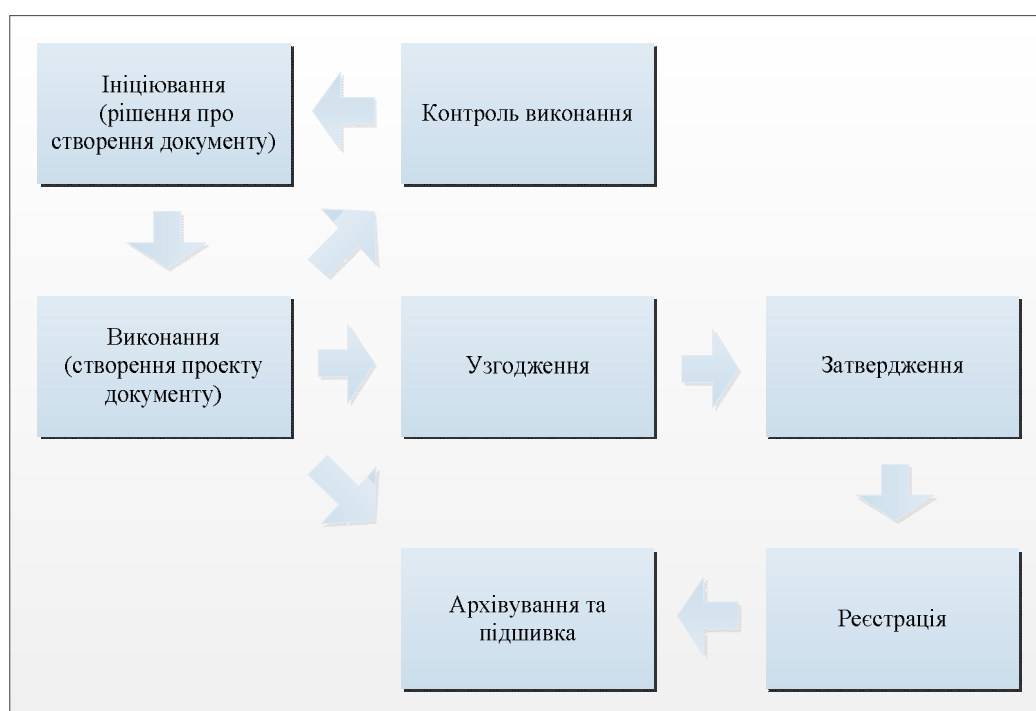 Ініціювання
(рішення про
створення документу)
Контроль виконання
Виконання
(створення проекту
документу)
Узгодження
Затвердження
Архівування та
підшивка
Реєстрація